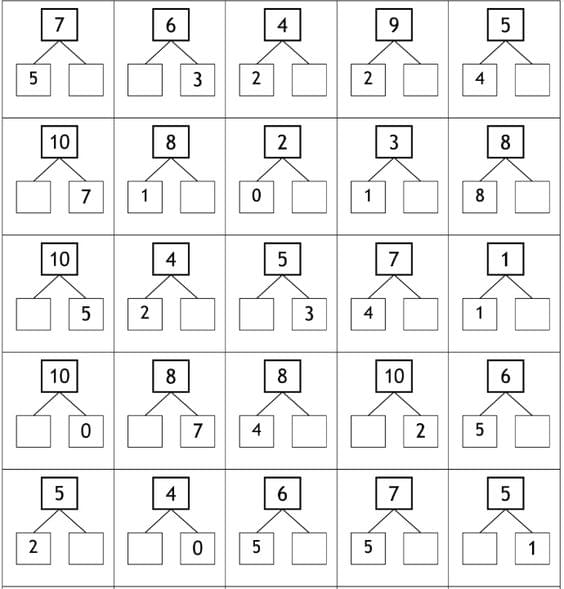 7 6 4 9 5
5 3 2 2 4
10 8 2 3 8
7 1 0 1 8
10 4 5 7 1
5 2 3 4 1
10 8 8 10 6
0 7 4 2 5
5 4 6 7 5
2 0 5 5 1